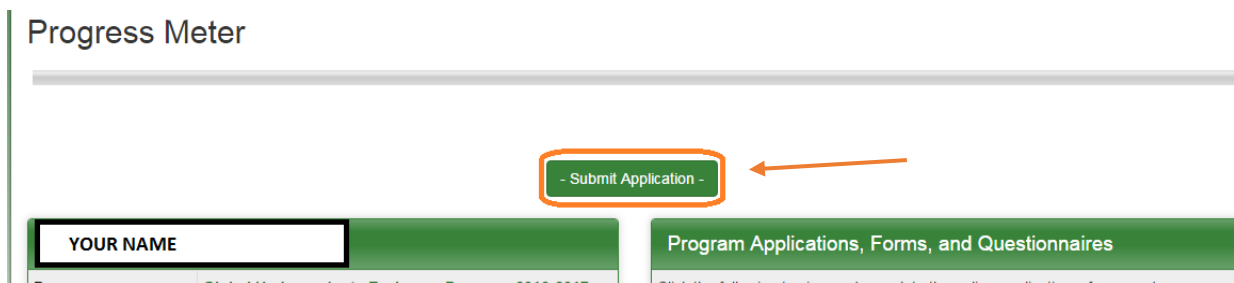 Progress Meter
- Submit Application -
YOUR NAME
Program Applications, Forms, and Questionnaires